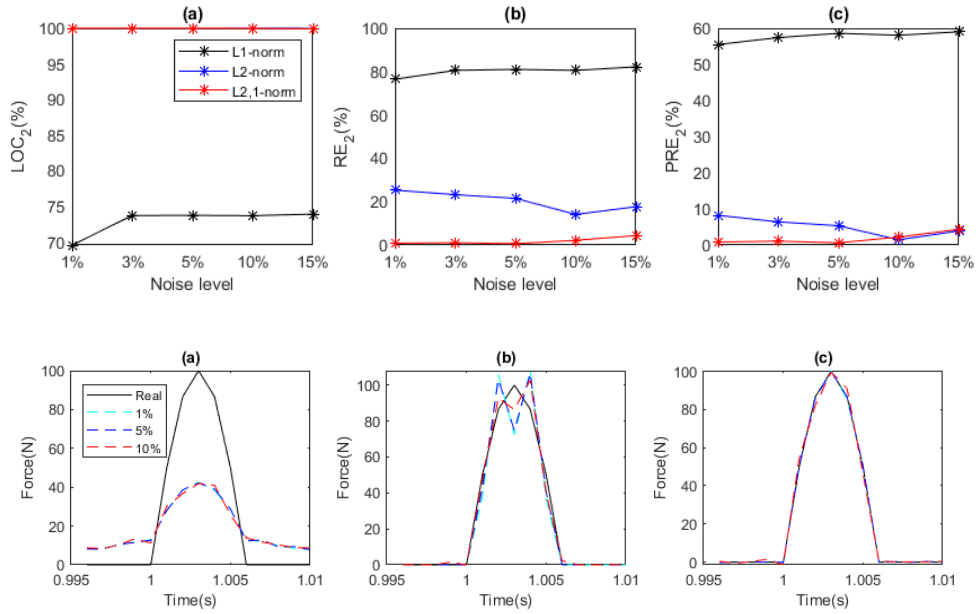 (a)
100
95
90
85
80
75
70
LOC2(%)
L1-norm
L2-norm
L2,1-norm
1% 3% 5% 10% 15%
Noise level
(b)
100
80
60
40
20
0
RE2(%)
1% 3% 5% 10% 15%
Noise level
(c)
60
50
40
30
20
10
0
PRE2(%)
1% 3% 5% 10% 15%
Noise level
(a)
100
80
60
40
20
0
Force(N)
Real
1%
5%
10%
0.995 1 1.005 1.01
Time(s)
(b)
100
80
60
40
20
0
Force(N)
0.995 1 1.005 1.01
Time(s)
(c)
100
80
60
40
20
0
Force(N)
0.995 1 1.005 1.01
Time(s)